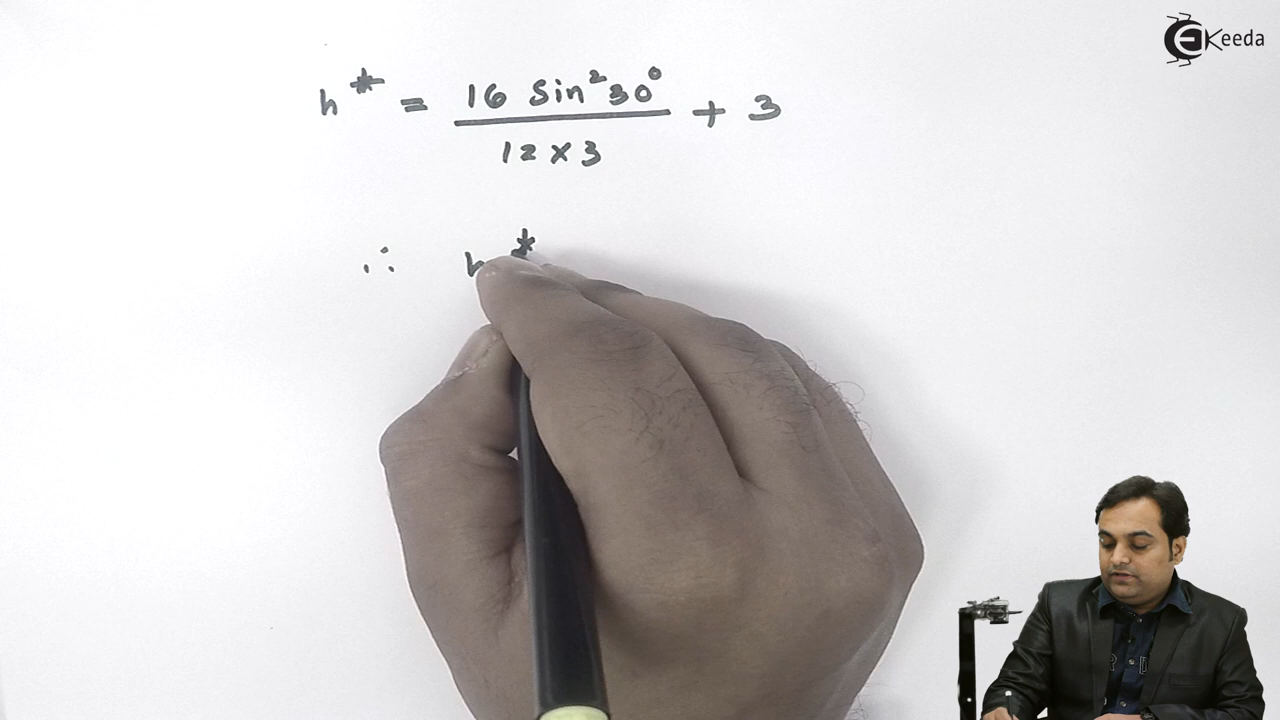 h* = 16 Sin²30° / 12 × 3 + 3
∴ h*
EKeeda